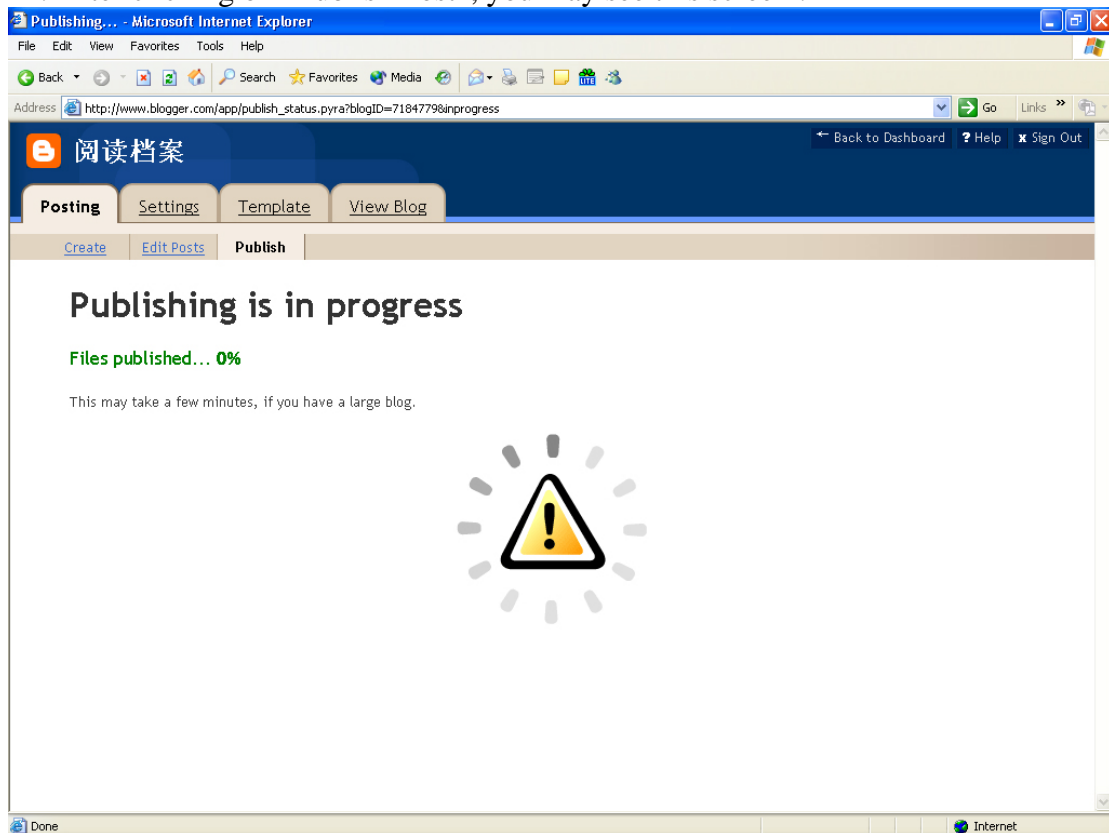 Publishing... - Microsoft Internet Explorer
File Edit View Favorites Tools Help
Back Search Favorites Media
Address http://www.blogger.com/app/publish_status.pyra?blogID=7184779&inprogress Go Links »
阅读档案
Back to Dashboard ? Help x Sign Out
Posting Settings Template View Blog
Create Edit Posts Publish
Publishing is in progress
Files published... 0%
This may take a few minutes, if you have a large blog.
Done Internet